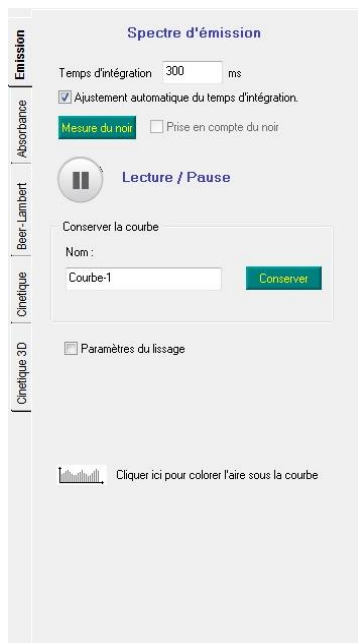 Spectre d'émission
Temps d'intégration 300 ms
Ajustement automatique du temps d'intégration.
Mesure du noir Prise en compte du noir
Lecture / Pause
Conserver la courbe
Nom :
Courbe-1 Conserver
Paramètres du lissage
Cliquer ici pour colorer l'aire sous la courbe
Emission
Absorbance
Beer-Lambert
Cinetique
Cinetique 3D